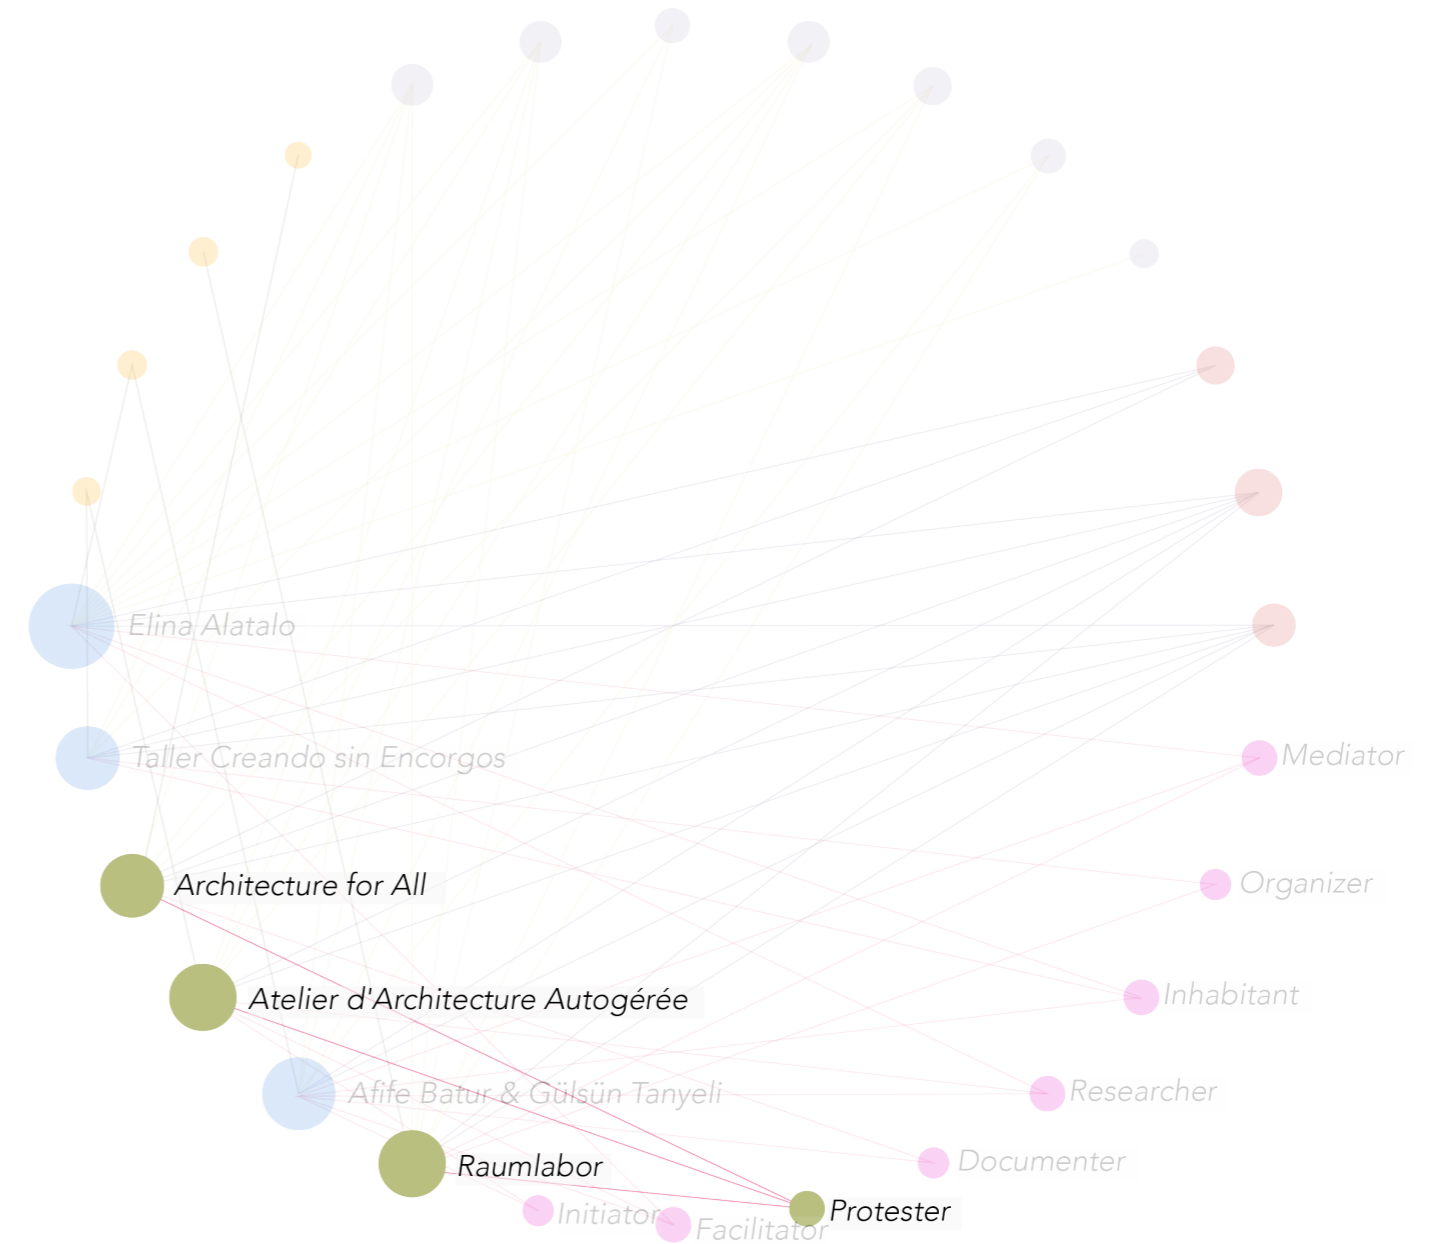 Elina Alatalo
Taller Creando sin Encorgos
Mediator
Architecture for All
Organizer
Atelier d'Architecture Autogérée
Inhabitant
Afife Batur & Gülsün Tanyeli
Researcher
Raumlabor
Documenter
Initiator
Facilitator
Protester